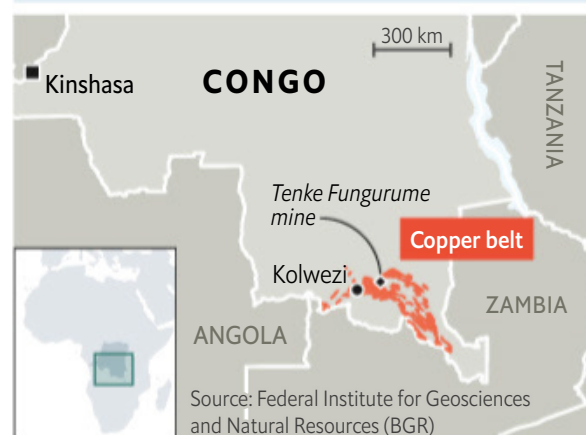 300 km
Kinshasa
CONGO
TANZANIA
Tenke Fungurume
mine
Copper belt
Kolwezi
ZAMBIA
ANGOLA
Source: Federal Institute for Geosciences
and Natural Resources (BGR)